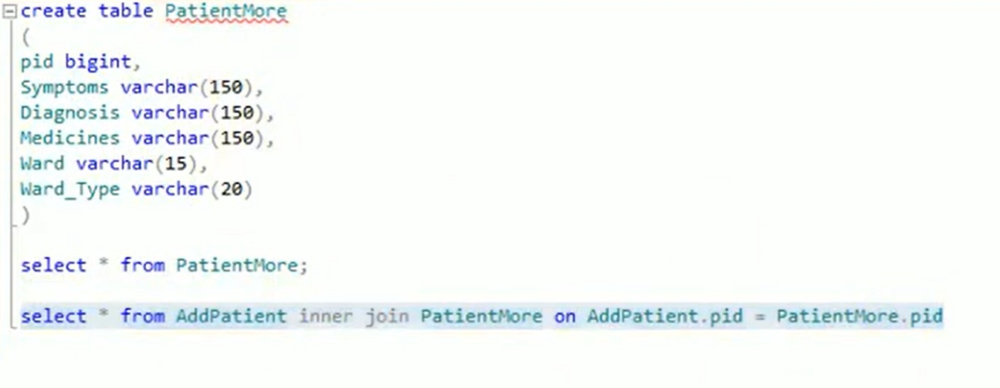 create table PatientMore
(
pid bigint,
Symptoms varchar(150),
Diagnosis varchar(150),
Medicines varchar(150),
Ward varchar(15),
Ward_Type varchar(20)
)
select * from PatientMore;
select * from AddPatient inner join PatientMore on AddPatient.pid = PatientMore.pid